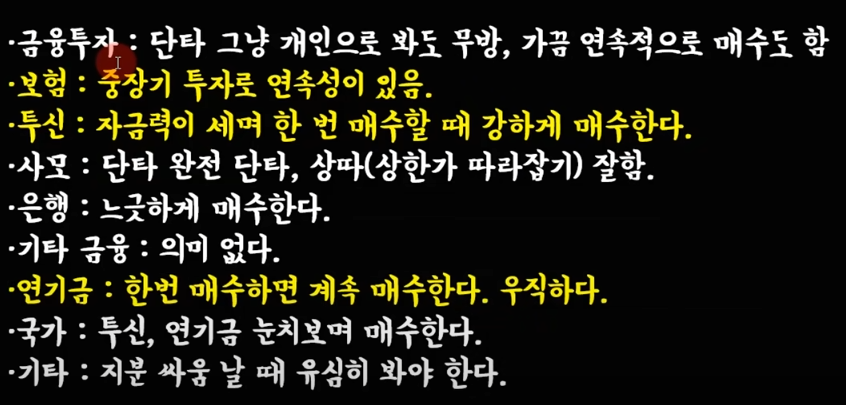 ·금융투자 : 단타 그냥 개인으로 봐도 무방, 가끔 연속적으로 매수도 함
·보험 : 중장기 투자로 연속성이 있음.
·투신 : 자금력이 세며 한 번 매수할 때 강하게 매수한다.
·사모 : 단타 완전 단타, 상따(상한가 따라잡기) 잘함.
·은행 : 느긋하게 매수한다.
·기타 금융 : 의미 없다.
·연기금 : 한번 매수하면 계속 매수한다. 우직하다.
·국가 : 투신, 연기금 눈치보며 매수한다.
·기타 : 지분 싸움 날 때 유심히 봐야 한다.